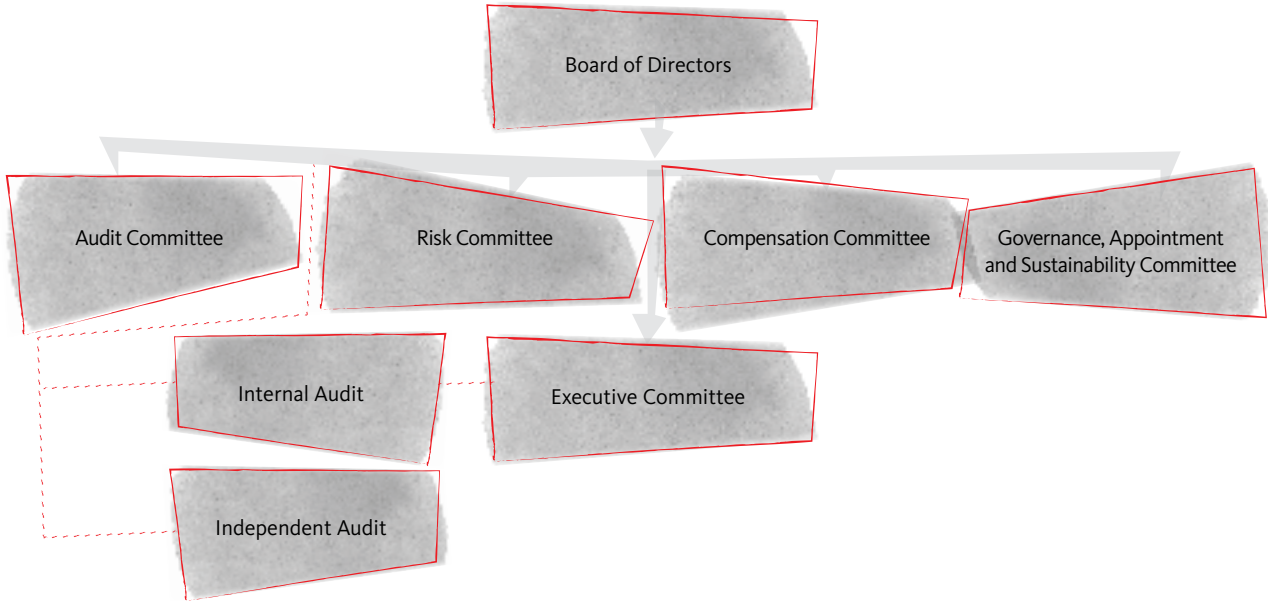 Board of Directors
Audit Committee
Risk Committee
Compensation Committee
Governance, Appointment
and Sustainability Committee
Internal Audit
Executive Committee
Independent Audit